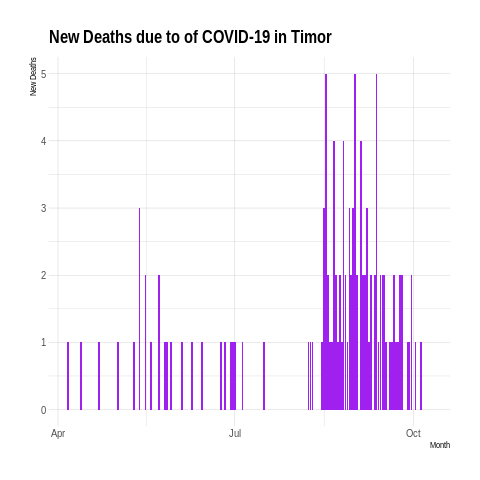 New Deaths due to of COVID-19 in Timor
New Deaths
5
4
3
2
1
0
Apr
Jul
Oct
Month